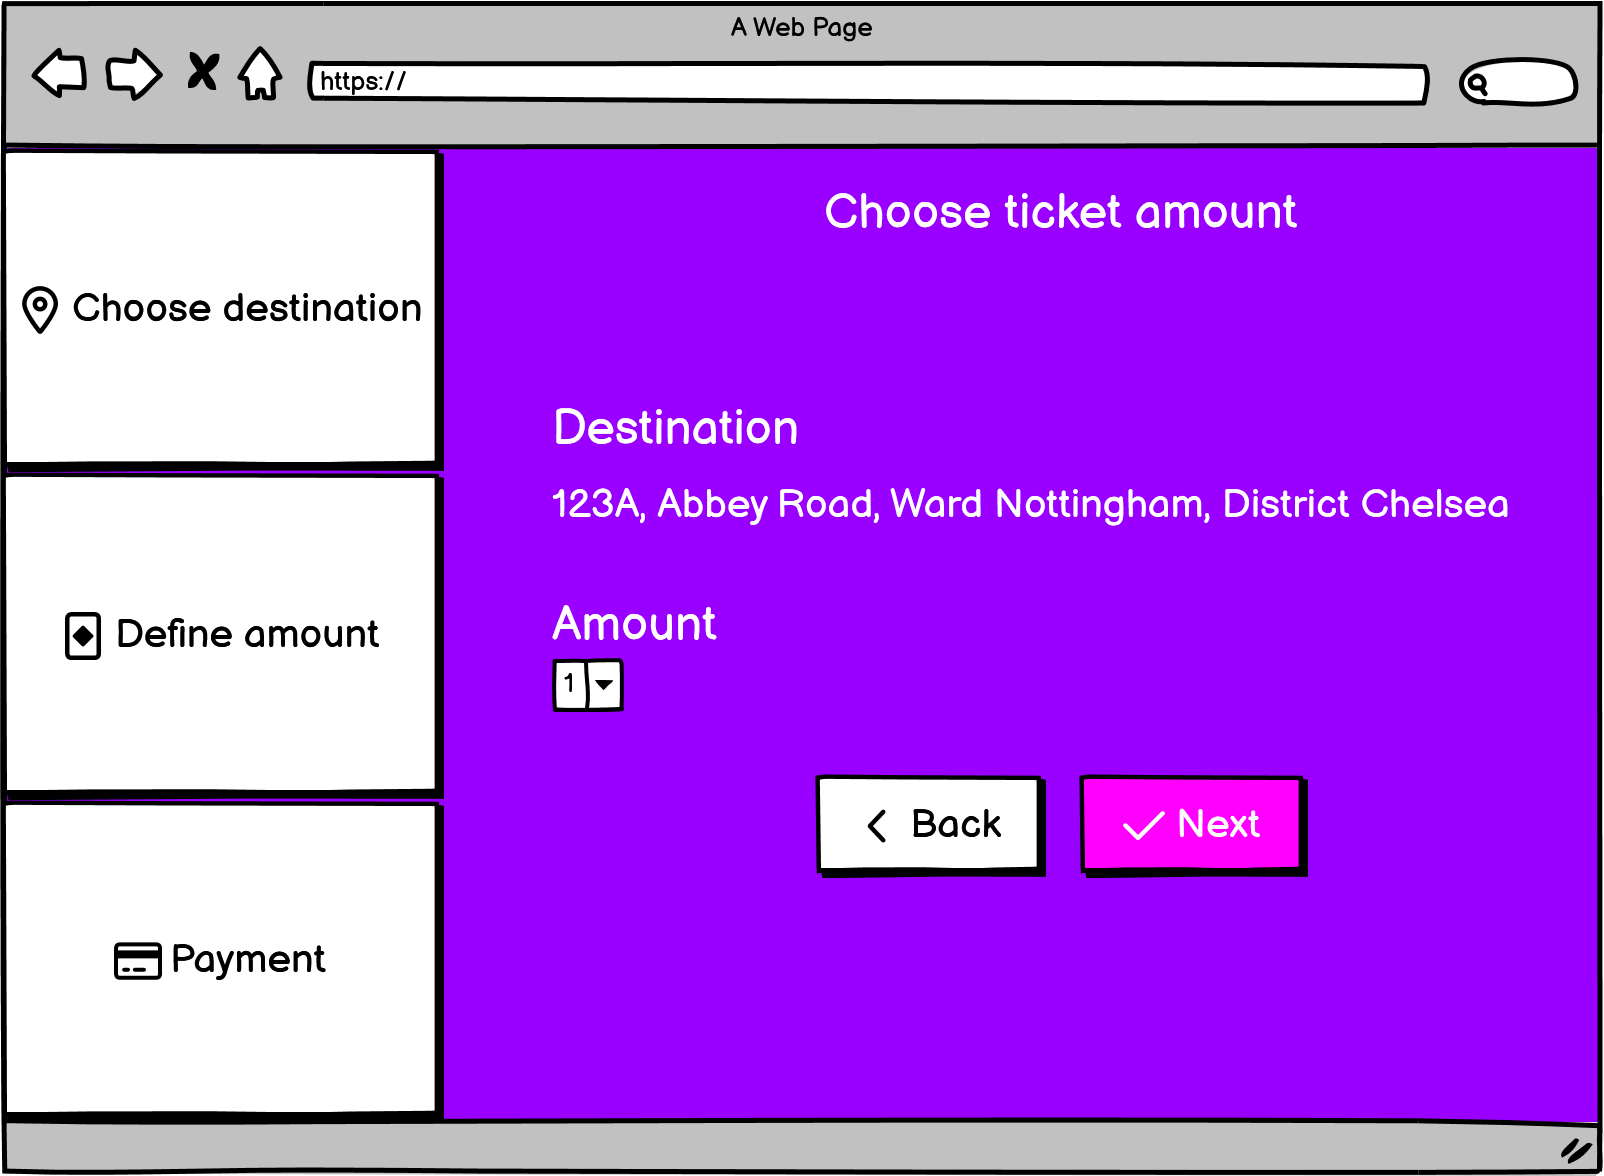 A Web Page
https://
Choose destination
Define amount
Payment
Choose ticket amount
Destination
123A, Abbey Road, Ward Nottingham, District Chelsea
Amount
1
Back
Next